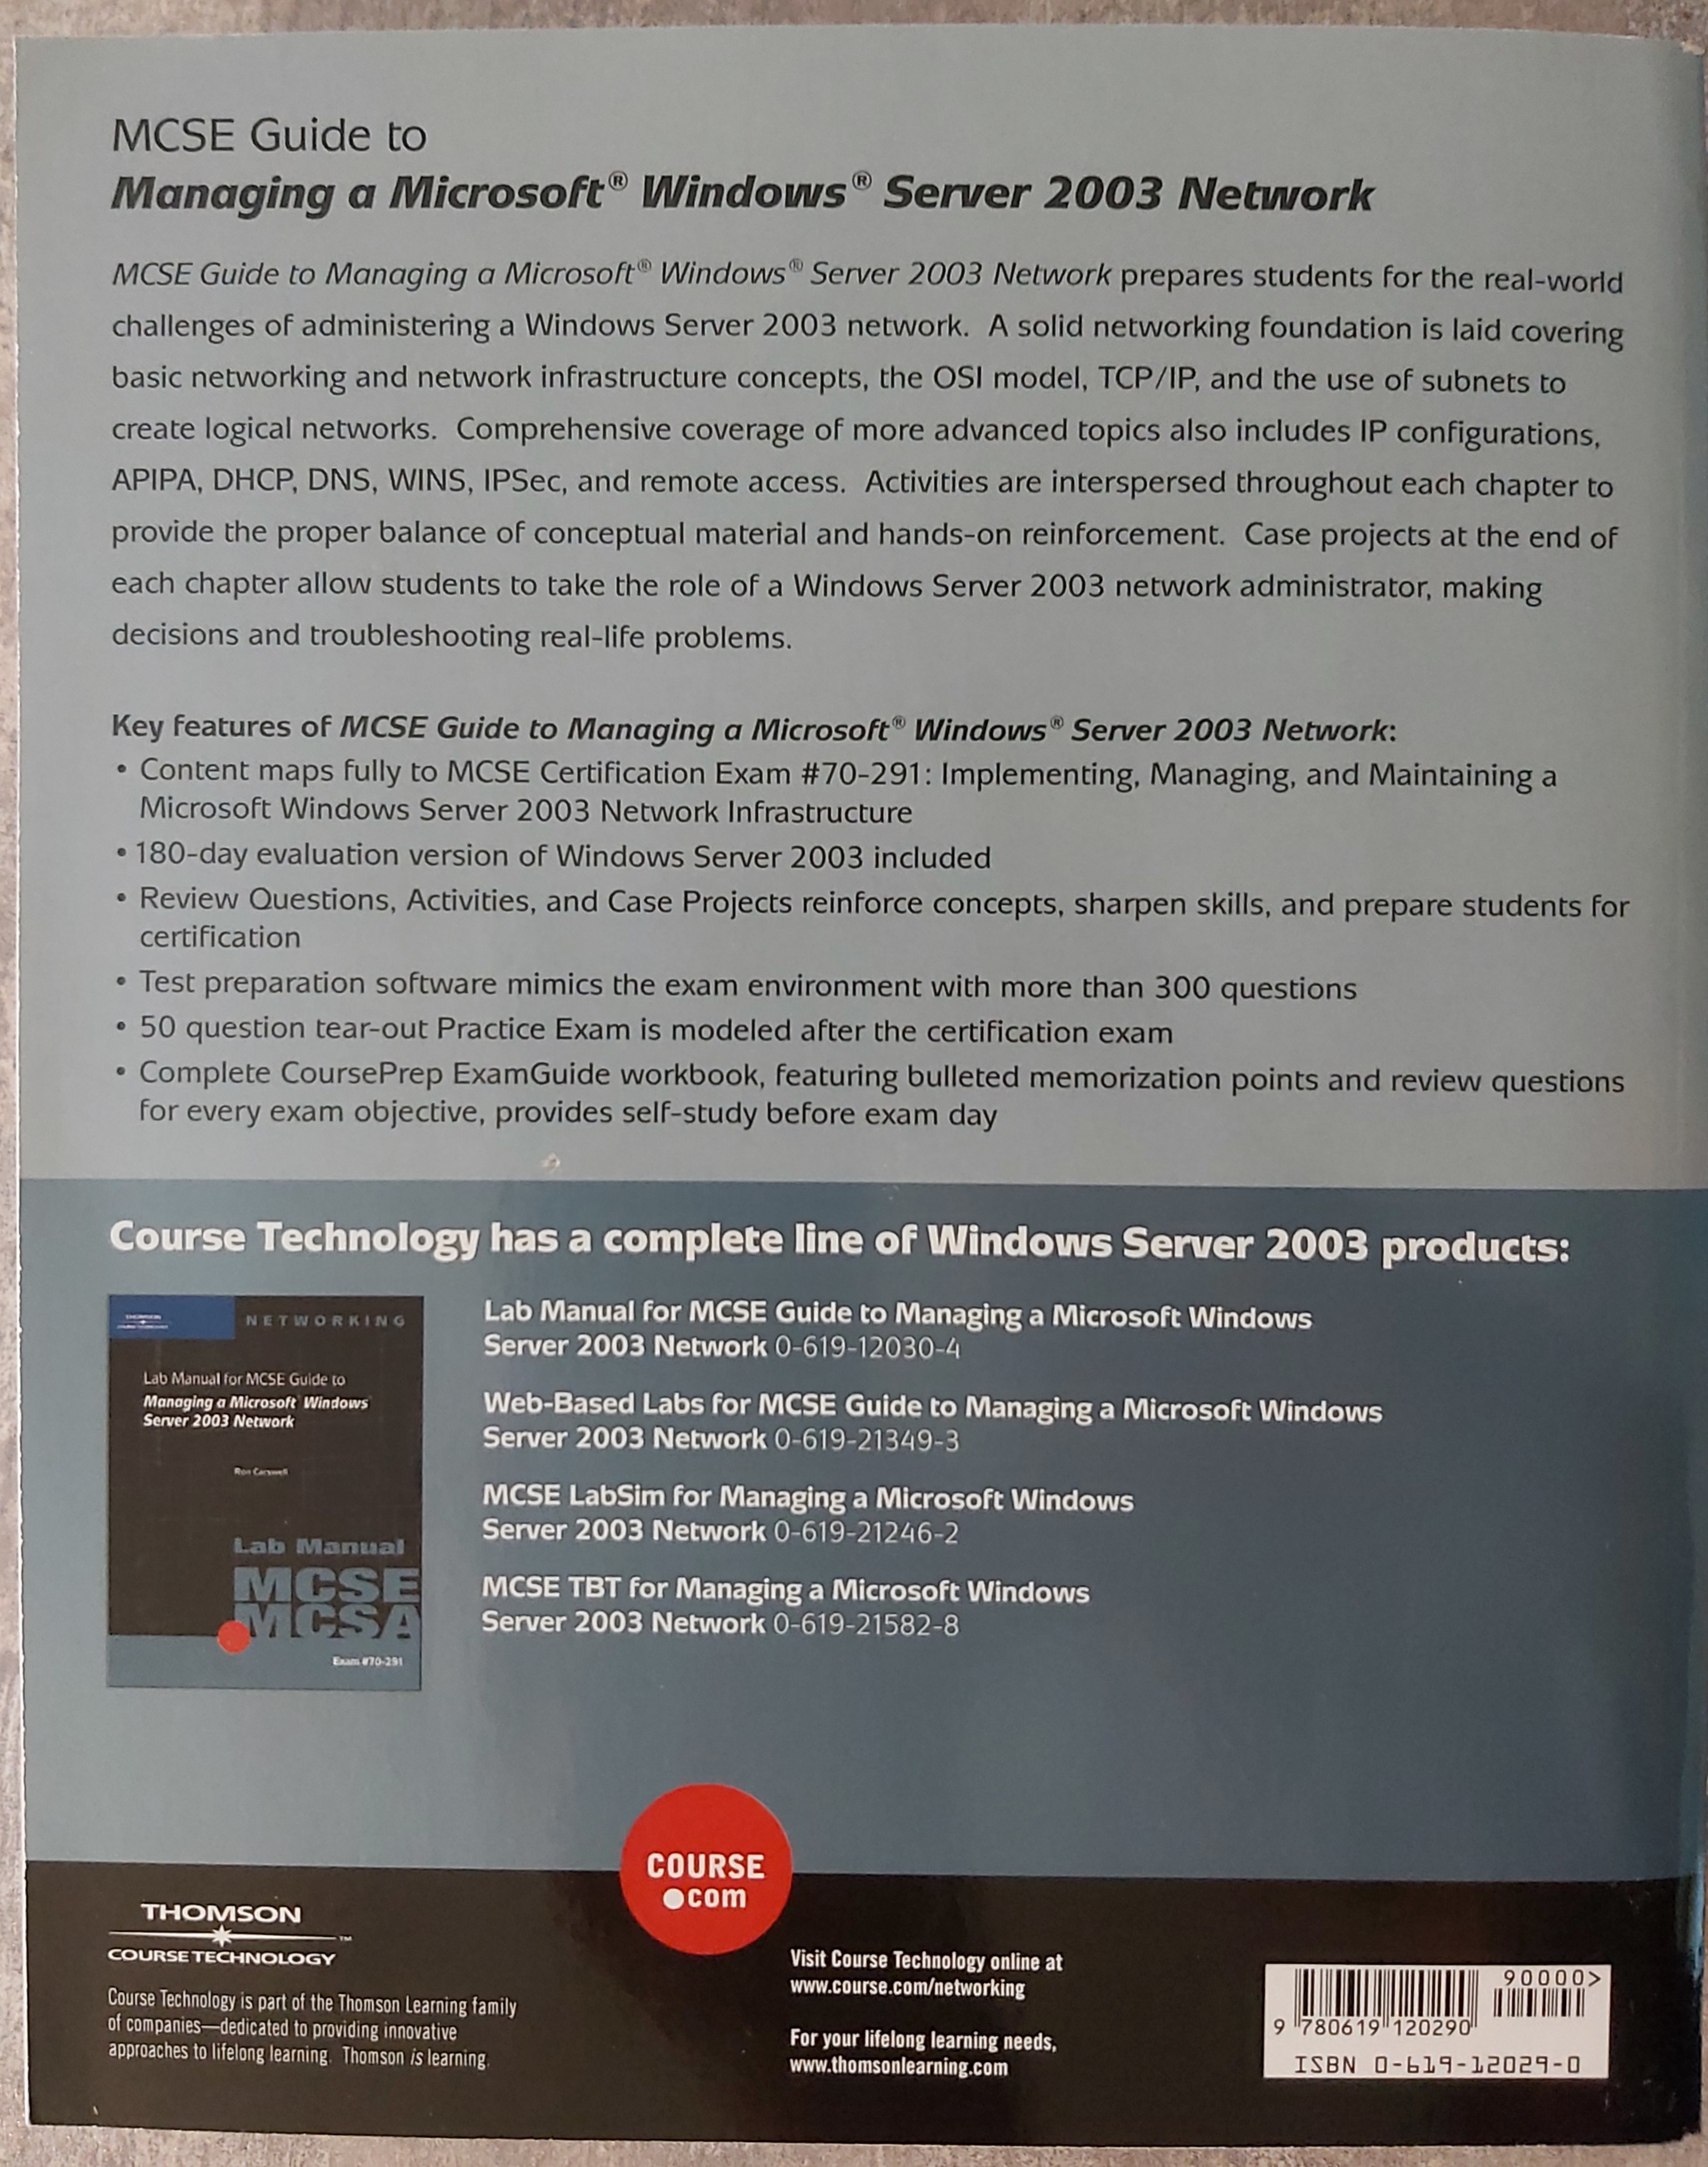 MCSE Guide to
Managing a Microsoft® Windows® Server 2003 Network
MCSE Guide to Managing a Microsoft® Windows® Server 2003 Network prepares students for the real-world
challenges of administering a Windows Server 2003 network. A solid networking foundation is laid covering
basic networking and network infrastructure concepts, the OSI model, TCP/IP, and the use of subnets to
create logical networks. Comprehensive coverage of more advanced topics also includes IP configurations,
APIPA, DHCP, DNS, WINS, IPSec, and remote access. Activities are interspersed throughout each chapter to
provide the proper balance of conceptual material and hands-on reinforcement. Case projects at the end of
each chapter allow students to take the role of a Windows Server 2003 network administrator, making
decisions and troubleshooting real-life problems.
Key features of MCSE Guide to Managing a Microsoft® Windows® Server 2003 Network:
• Content maps fully to MCSE Certification Exam #70-291: Implementing, Managing, and Maintaining a
Microsoft Windows Server 2003 Network Infrastructure
• 180-day evaluation version of Windows Server 2003 included
• Review Questions, Activities, and Case Projects reinforce concepts, sharpen skills, and prepare students for
certification
• Test preparation software mimics the exam environment with more than 300 questions
• 50 question tear-out Practice Exam is modeled after the certification exam
• Complete CoursePrep ExamGuide workbook, featuring bulleted memorization points and review questions
for every exam objective, provides self-study before exam day
Course Technology has a complete line of Windows Server 2003 products:
THOMSON
COURSE TECHNOLOGY
NETWORKING
Lab Manual for MCSE Guide to
Managing a Microsoft Windows
Server 2003 Network
Ron Carswell
Lab Manual
MCSE
MCSA
Exam #70-291
Lab Manual for MCSE Guide to Managing a Microsoft Windows
Server 2003 Network 0-619-12030-4
Web-Based Labs for MCSE Guide to Managing a Microsoft Windows
Server 2003 Network 0-619-21349-3
MCSE LabSim for Managing a Microsoft Windows
Server 2003 Network 0-619-21246-2
MCSE TBT for Managing a Microsoft Windows
Server 2003 Network 0-619-21582-8
COURSE
●com
THOMSON
™
COURSE TECHNOLOGY
Course Technology is part of the Thomson Learning family
of companies—dedicated to providing innovative
approaches to lifelong learning. Thomson is learning.
Visit Course Technology online at
www.course.com/networking
For your lifelong learning needs,
www.thomsonlearning.com
90000>
9 780619 120290
ISBN 0-619-12029-0